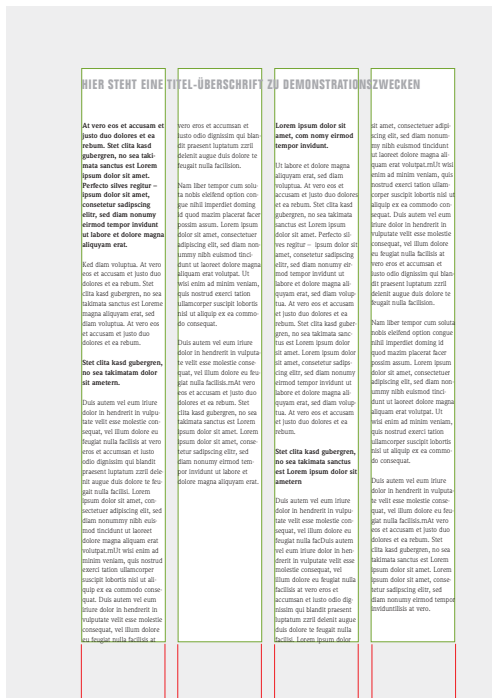 HIER STEHT EINE TITEL-ÜBERSCHRIFT ZU DEMONSTRATIONSZWECKEN
At vero eos et accusam et
justo duo dolores et ea
rebum. Stet clita kasd
gubergren, no sea taki-
mata sanctus est Lorem
ipsum dolor sit amet.
Perfecto silves regitur –
ipsum dolor sit amet,
consetetur sadipscing
elitr, sed diam nonumy
eirmod tempor invidunt
ut labore et dolore magna
aliquyam erat.
Ked diam voluptua. At vero
eos et accusam et justo duo
dolores et ea rebum. Stet
clita kasd gubergren, no sea
takimata sanctus est Loreme
magna aliquyam erat, sed
diam voluptua. At vero eos
et accusam et justo duo
dolores et ea rebum.
Stet clita kasd gubergren,
no sea takimatam dolor
sit ametern.
Duis autem vel eum iriure
dolor in hendrerit in vulpu-
tate velit esse molestie con-
sequat, vel illum dolore eu
feugiat nulla facilisis at vero
eros et accumsan et iusto
odio dignissim qui blandit
praesent luptatum zzril dele-
nit augue duis dolore te feu-
gait nulla facilisi. Lorem
ipsum dolor sit amet, con-
sectetuer adipiscing elit, sed
diam nonummy nibh euis-
mod tincidunt ut laoreet
dolore magna aliquam erat
volutpat.mUt wisi enim ad
minim veniam, quis nostrud
exerci tation ullamcorper
suscipit lobortis nisl ut ali-
quip ex ea commodo conse-
quat. Duis autem vel eum
iriure dolor in hendrerit in
vulputate velit esse molestie
consequat, vel illum dolore
eu feugiat nulla facilisis at
vero eros et accumsan et
iusto odio dignissim qui blan-
dit praesent luptatum zzril
delenit augue duis dolore te
feugait nulla facilision.
Nam liber tempor cum solu-
ta nobis eleifend option con-
gue nihil imperdiet doming
id quod mazim placerat facer
possim assum. Lorem ipsum
dolor sit amet, consectetuer
adipiscing elit, sed diam non-
ummy nibh euismod tinci-
dunt ut laoreet dolore magna
aliquam erat volutpat. Ut
wisi enim ad minim veniam,
quis nostrud exerci tation
ullamcorper suscipit lobortis
nisl ut aliquip ex ea commo-
do consequat.
Duis autem vel eum iriure
dolor in hendrerit in vulputa-
te velit esse molestie conse-
quat, vel illum dolore eu feu-
giat nulla facilisis.mAt vero
eos et accusam et justo duo
dolores et ea rebum. Stet
clita kasd gubergren, no sea
takimata sanctus est Lorem
ipsum dolor sit amet. Lorem
ipsum dolor sit amet, conse-
tetur sadipscing elitr, sed
diam nonumy eirmod tem-
por invidunt ut labore et
dolore magna aliquyam erat.
Lorem ipsum dolor sit
amet, com nomy eirmod
tempor invidunt.
Ut labore et dolore magna
aliquyam erat, sed diam
voluptua. At vero eos et
accusam et justo duo dolores
et ea rebum. Stet clita kasd
gubergren, no sea takimata
sanctus est Lorem ipsum
dolor sit amet. Perfecto sil-
ves regitur – ipsum dolor sit
amet, consetetur sadipscing
elitr, sed diam nonumy eir-
mod tempor invidunt ut
labore et dolore magna ali-
quyam erat, sed diam volup-
tua. At vero eos et accusam
et justo duo dolores et ea
rebum. Stet clita kasd guber-
gren, no sea takimata sanc-
tus est Lorem ipsum dolor
sit amet. Lorem ipsum dolor
sit amet, consetetur sadips-
cing elitr, sed diam nonumy
eirmod tempor invidunt ut
labore et dolore magna ali-
quyam erat, sed diam volup-
tua. At vero eos et accusam
et justo duo dolores et ea
rebum.
Stet clita kasd gubergren,
no sea takimata sanctus
est Lorem ipsum dolor sit
ametern
Duis autem vel eum iriure
dolor in hendrerit in vulpu-
tate velit esse molestie con-
sequat, vel illum dolore eu
feugiat nulla facDuis autem
vel eum iriure dolor in hen-
drerit in vulputate velit esse
molestie consequat, vel
illum dolore eu feugiat nulla
facilisis at vero eros et
accumsan et iusto odio dig-
nissim qui blandit praesent
luptatum zzril delenit augue
duis dolore te feugait nulla
facilisi. Lorem ipsum dolor
sit amet, consectetuer adipi-
scing elit, sed diam nonum-
my nibh euismod tincidunt
ut laoreet dolore magna ali-
quam erat volutpat.mUt wisi
enim ad minim veniam, quis
nostrud exerci tation ullam-
corper suscipit lobortis nisl ut
aliquip ex ea commodo con-
sequat. Duis autem vel eum
iriure dolor in hendrerit in
vulputate velit esse molestie
consequat, vel illum dolore
eu feugiat nulla facilisis at
vero eros et accumsan et
iusto odio dignissim qui blan-
dit praesent luptatum zzril
delenit augue duis dolore te
feugait nulla facilision.
Nam liber tempor cum soluta
nobis eleifend option congue
nihil imperdiet doming id
quod mazim placerat facer
possim assum. Lorem ipsum
dolor sit amet, consectetuer
adipiscing elit, sed diam non-
ummy nibh euismod tinci-
dunt ut laoreet dolore magna
aliquam erat volutpat. Ut
wisi enim ad minim veniam,
quis nostrud exerci tation
ullamcorper suscipit lobortis
nisl ut aliquip ex ea commo-
do consequat.
Duis autem vel eum iriure
dolor in hendrerit in vulputa-
te velit esse molestie conse-
quat, vel illum dolore eu feu-
giat nulla facilisis.mAt vero
eos et accusam et justo duo
dolores et ea rebum. Stet
clita kasd gubergren, no sea
takimata sanctus est Lorem
ipsum dolor sit amet. Lorem
ipsum dolor sit amet, conse-
tetur sadipscing elitr, sed
diam nonumy eirmod tempor
inviduntilisis at vero.